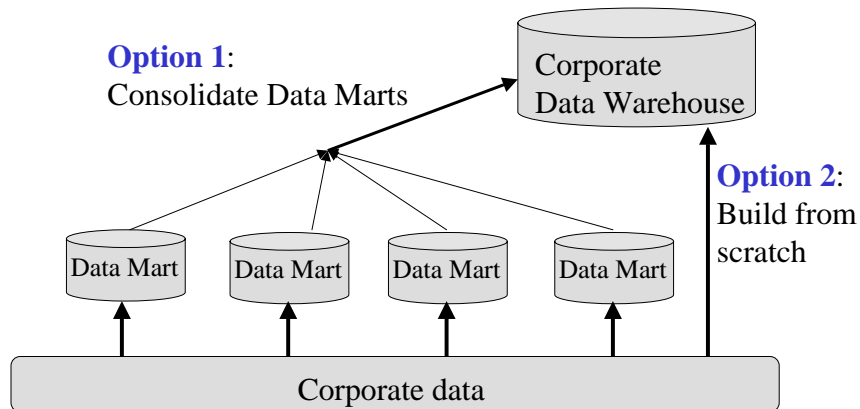 Option 1:
Consolidate Data Marts
Corporate
Data Warehouse
Option 2:
Build from
scratch
Data Mart
Data Mart
Data Mart
Data Mart
Corporate data